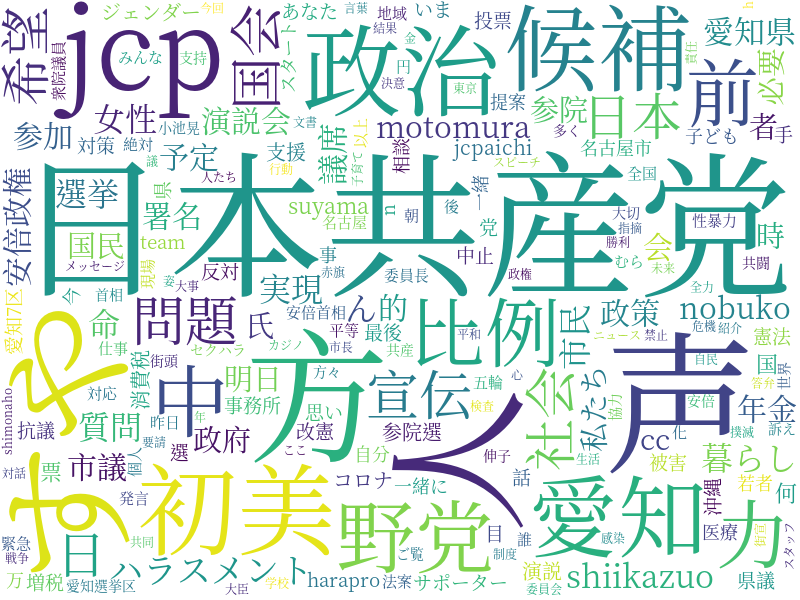 ジェンダー
あなた
今回
言葉
地域
いま
投票
愛知県
希望
jcp
衆院議員
みんな
支持
国会
スタート
政治
結果
金
円
決意
東京
候補
前
責任
必要
女性
演説会
提案
参院
日本
者
手
参加
対策
小池晃
絶対
文書
以上
motomura
子ども
予定
支援
議席
相談
jcpaichi
名古屋市
安倍政権
選挙
議
県
人たち
行動
子育て
スピーチ
一緒
全国
署名
suyama
n
朝
後
大切
指摘
性暴力
時
国民
team
名古屋
党
日本共産党
メッセージ
現場
姿
大事
反対
事
赤旗
委員長
中止
会
勝利
未来
共闘
政権
むら
愛知7区
今
首相
実現
安倍首相
ん
的
全力
命
問題
氏
平等
最後
比例
平和
市民
政策
nobuko
仕事
セクハラ
カジノ
市長
共産
ニュース
禁止
危機
紹介
憲法
街頭
すやま
方
人
声
消費税
明日
方々
五輪
心
自民
国
世界
対応
中
宣伝
社会
私たち
答弁
安倍
年金
shimonaho
質問
昨日
事務所
年
思い
改憲
参院選
検査
協力
cc
化
撲滅
訴え
抗議
票
個人
要請
政府
ここ
自分
伸子
話
生活
被害
暮らし
何
対話
市議
初美
選
コロナ
一緒に
若者
沖縄
発言
野党
目
誰
愛知
力
医療
慎重
緊急
戦争
日
共同
ハラスメント
ご覧
制度
感染
スタッフ
万
増税
愛知選挙区
大臣
学校
harapro
法案
サポーター
演説
委員会
shiikazuo
県議